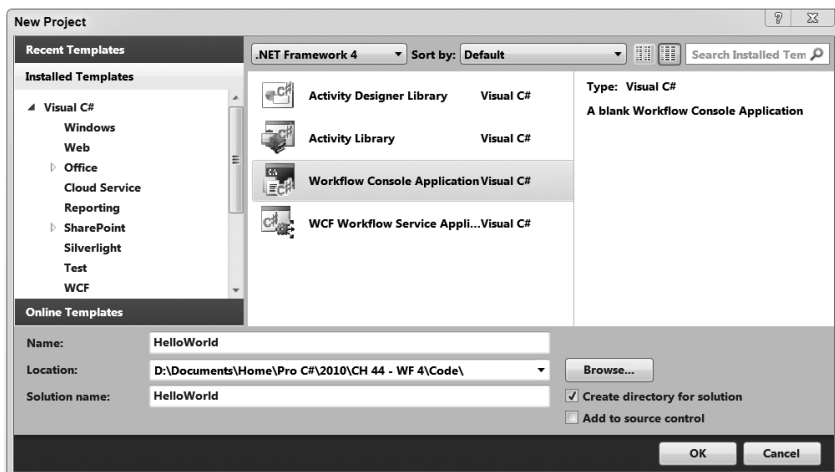 New Project
Recent Templates
.NET Framework 4
Sort by:
Default
Search Installed Tem
Installed Templates
Visual C#
Windows
Web
Office
Cloud Service
Reporting
SharePoint
Silverlight
Test
WCF
Online Templates
Activity Designer Library Visual C#
Activity Library Visual C#
Workflow Console Application Visual C#
WCF Workflow Service Appli... Visual C#
Type: Visual C#
A blank Workflow Console Application
Name: HelloWorld
Location: D:\Documents\Home\Pro C#\2010\CH 44 - WF 4\Code\
Browse...
Solution name: HelloWorld
Create directory for solution
Add to source control
OK
Cancel